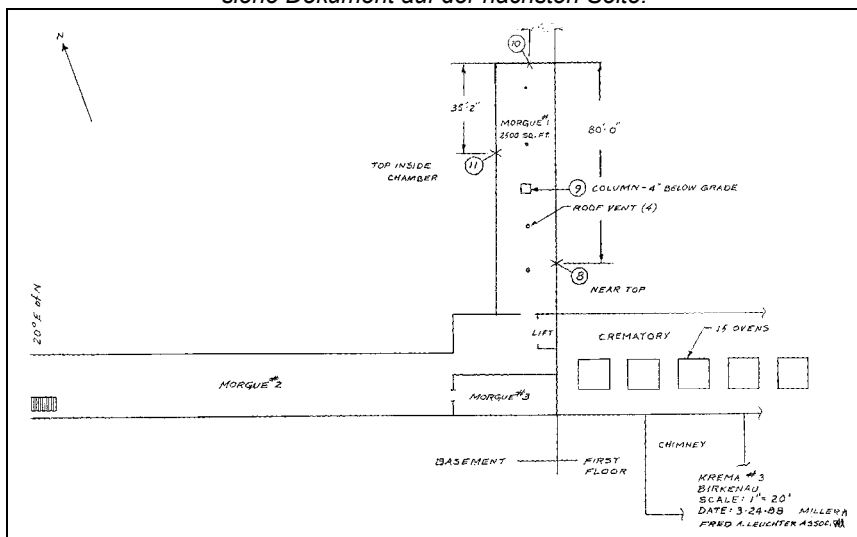 siehe Dokument auf der nächsten Seite.
N
10
35'-2"
MORGUE #1
2500 SQ. FT.
80'-0"
TOP INSIDE
CHAMBER
11
9 COLUMN-4" BELOW GRADE
ROOF VENT (4)
8
NEAR TOP
20° E of N
LIFT
CREMATORY
15 OVENS
MORGUE #2
MORGUE #3
CHIMNEY
BASEMENT
FIRST
FLOOR
KREMA #3
BIRKENAU
SCALE: 1" = 20'
DATE: 3-24-88 MILLER
FRED A. LEUCHTER ASSOC.